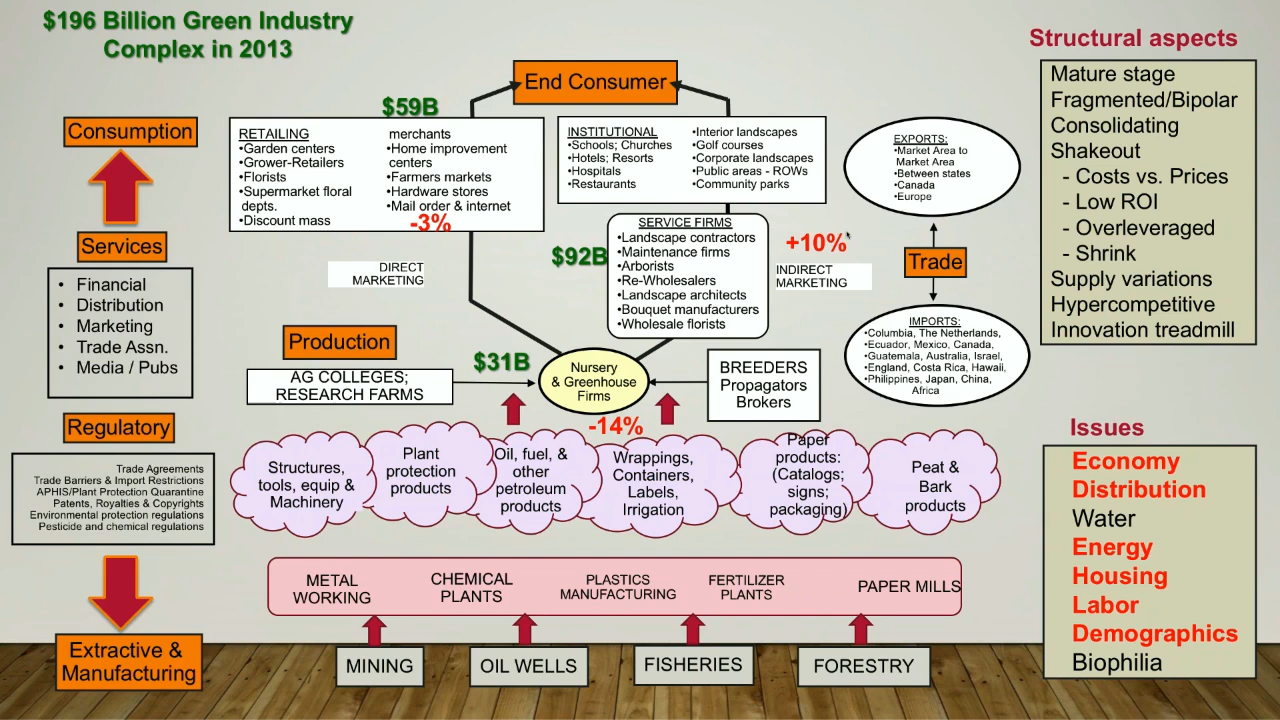 $196 Billion Green Industry
Complex in 2013
Consumption
Services
• Financial
• Distribution
• Marketing
• Trade Assn.
• Media / Pubs
Regulatory
Trade Agreements
Trade Barriers & Import Restrictions
APHIS/Plant Protection Quarantine
Patents, Royalties & Copyrights
Environmental protection regulations
Pesticide and chemical regulations
Extractive &
Manufacturing
End Consumer
$59B
RETAILING
•Garden centers
•Grower-Retailers
•Florists
•Supermarket floral
depts.
•Discount mass
merchants
•Home improvement
centers
•Farmers markets
•Hardware stores
•Mail order & internet
-3%
INSTITUTIONAL
•Schools; Churches
•Hotels; Resorts
•Hospitals
•Restaurants
•Interior landscapes
•Golf courses
•Corporate landscapes
•Public areas - ROWs
•Community parks
DIRECT
MARKETING
$92B
SERVICE FIRMS
•Landscape contractors
•Maintenance firms
•Arborists
•Re-Wholesalers
•Landscape architects
•Bouquet manufacturers
•Wholesale florists
+10%
INDIRECT
MARKETING
EXPORTS:
•Market Area to
Market Area
•Between states
•Canada
•Europe
Trade
IMPORTS:
•Columbia, The Netherlands,
•Ecuador, Mexico, Canada,
•Guatemala, Australia, Israel,
•England, Costa Rica, Hawaii,
•Philippines, Japan, China,
Africa
Production
$31B
AG COLLEGES;
RESEARCH FARMS
Nursery
& Greenhouse
Firms
-14%
BREEDERS
Propagators
Brokers
Structures,
tools, equip &
Machinery
Plant
protection
products
Oil, fuel, &
other
petroleum
products
Wrappings,
Containers,
Labels,
Irrigation
Paper
products:
(Catalogs;
signs;
packaging)
Peat &
Bark
products
METAL
WORKING
CHEMICAL
PLANTS
PLASTICS
MANUFACTURING
FERTILIZER
PLANTS
PAPER MILLS
MINING
OIL WELLS
FISHERIES
FORESTRY
Structural aspects
Mature stage
Fragmented/Bipolar
Consolidating
Shakeout
- Costs vs. Prices
- Low ROI
- Overleveraged
- Shrink
Supply variations
Hypercompetitive
Innovation treadmill
Issues
Economy
Distribution
Water
Energy
Housing
Labor
Demographics
Biophilia